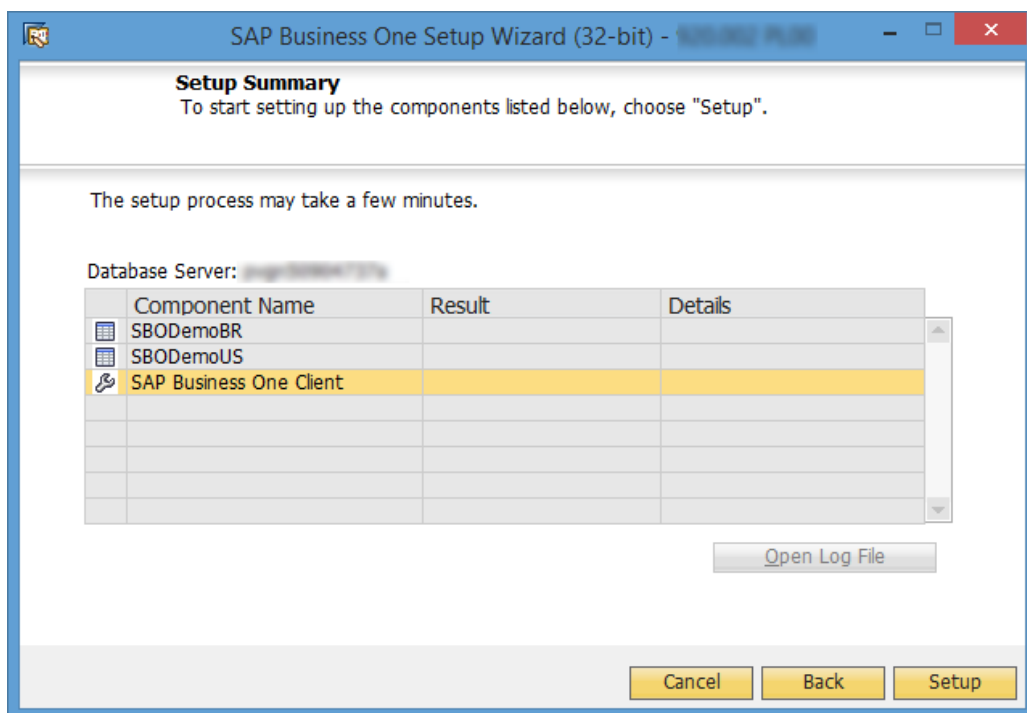 SAP Business One Setup Wizard (32-bit) -
Setup Summary
To start setting up the components listed below, choose "Setup".
The setup process may take a few minutes.
Database Server:
Component Name Result Details
SBODemoBR
SBODemoUS
SAP Business One Client
Open Log File
Cancel Back Setup